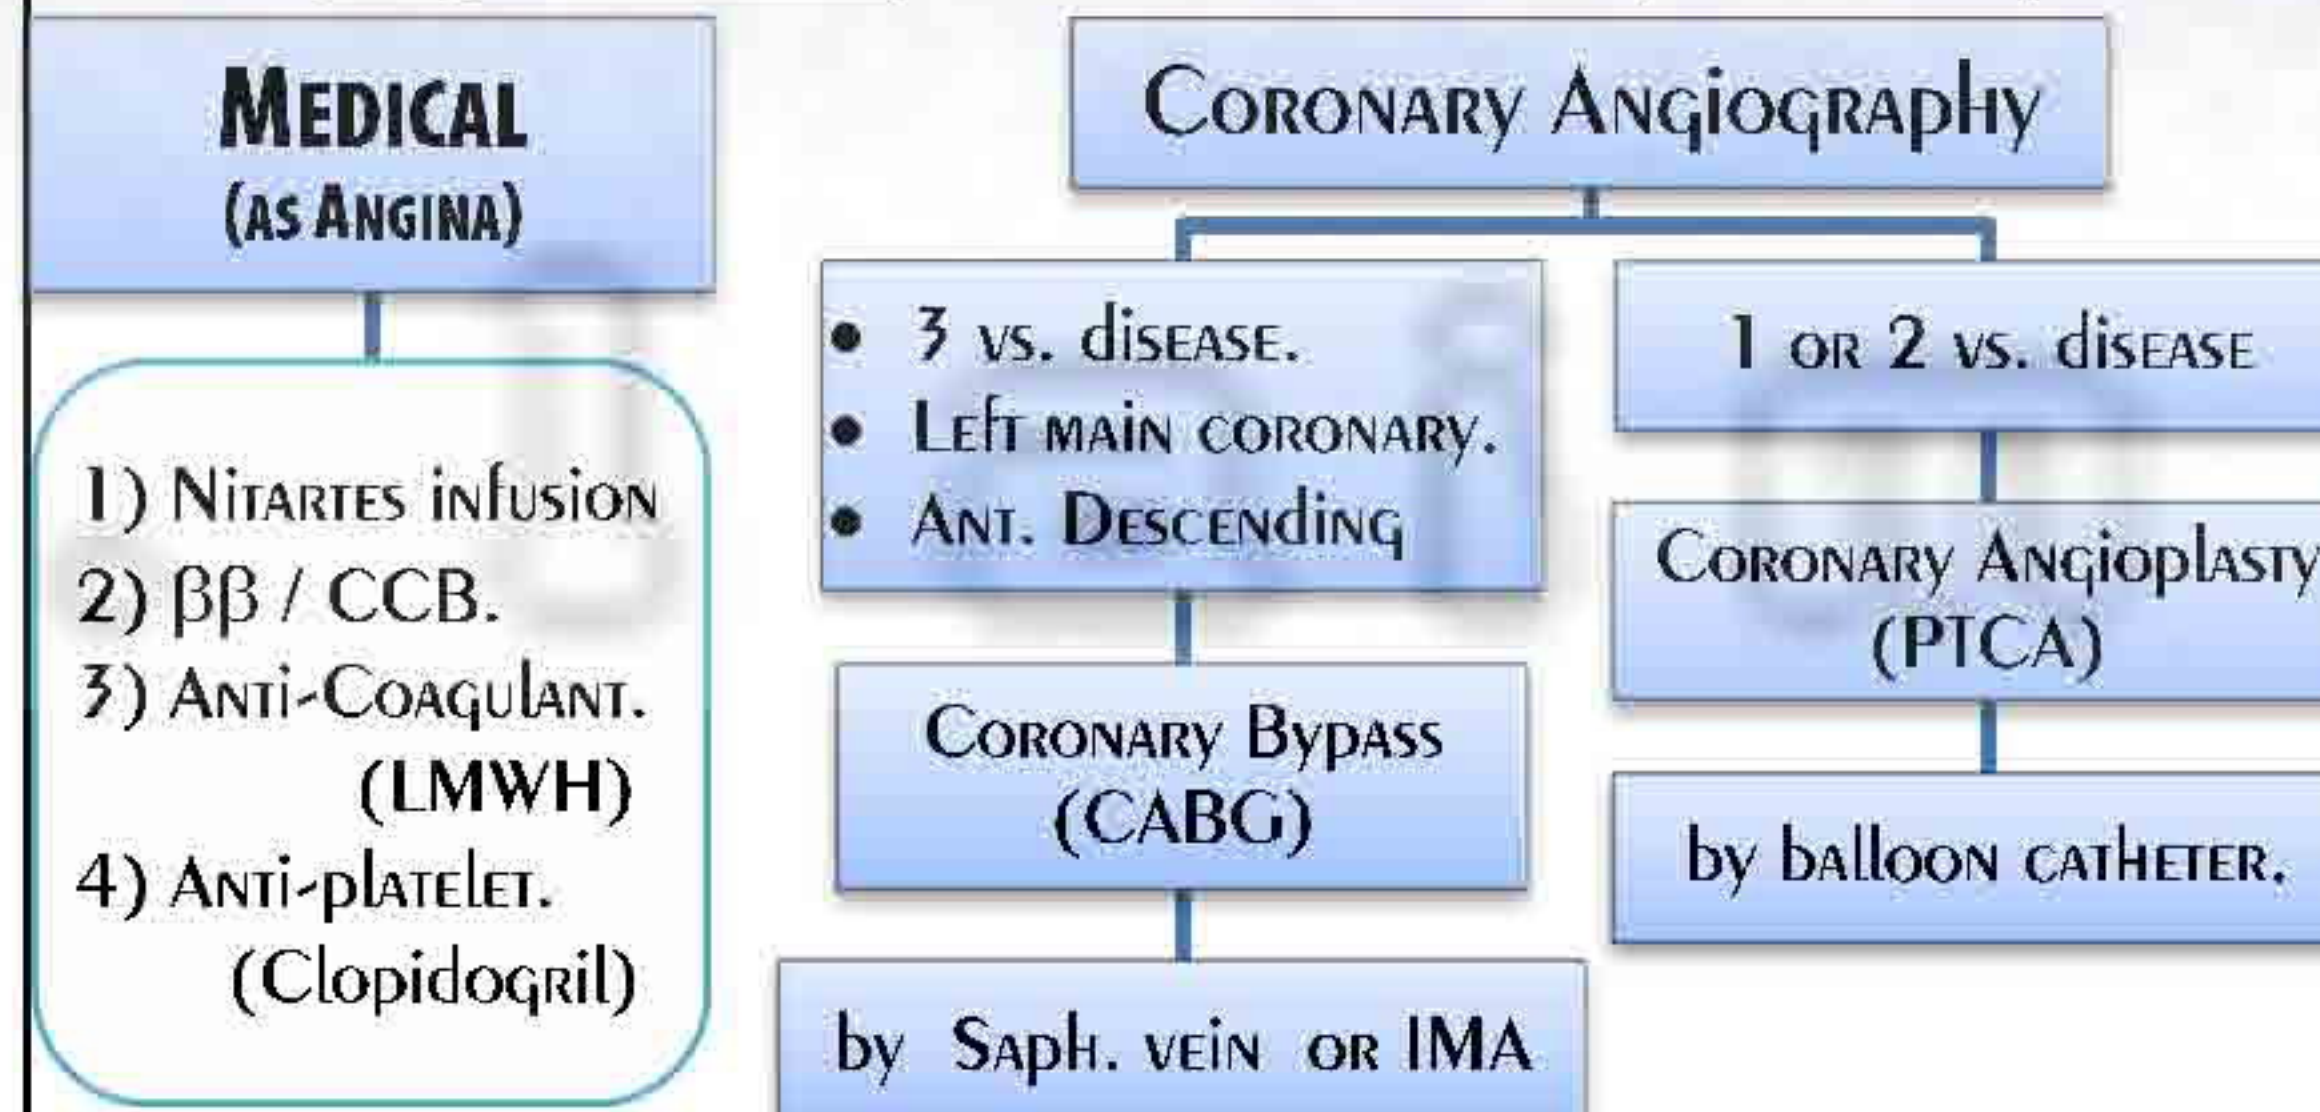 MEDICAL
(AS ANGINA)
1) Nitartes infusion
2) ββ / CCB.
3) Anti-Coagulant.
(LMWH)
4) Anti-platelet.
(Clopidogril)
Coronary Angiography
• 3 vs. disease.
• Left main coronary.
• Ant. Descending
Coronary Bypass
(CABG)
by Saph. vein or IMA
1 or 2 vs. disease
Coronary Angioplasty
(PTCA)
by balloon catheter.